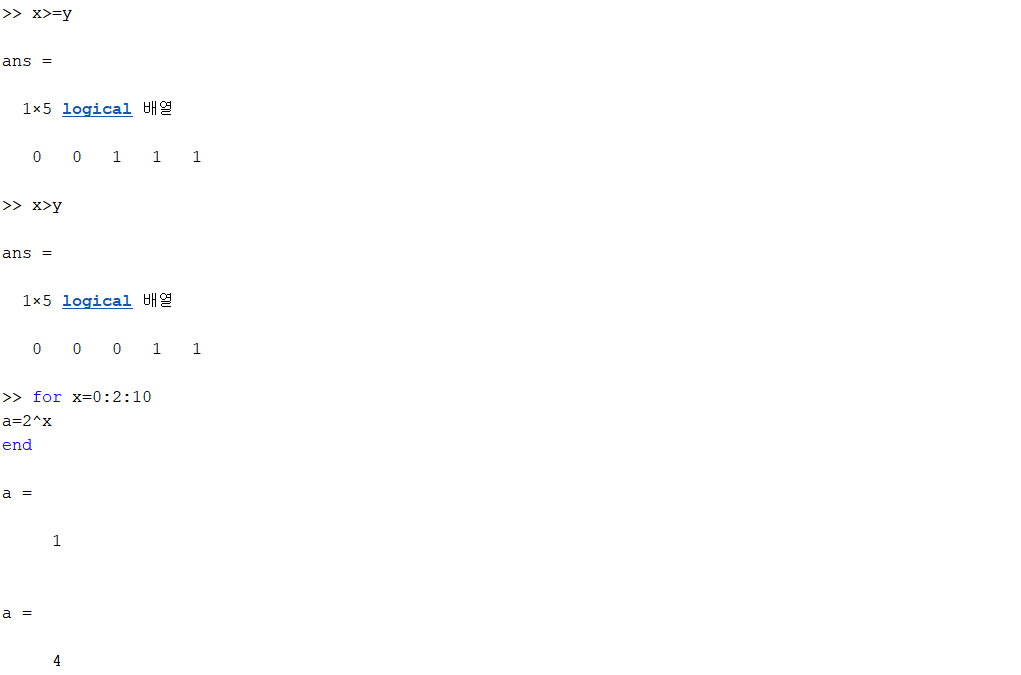 >> x>=y
ans =
1×5 logical 배열
0 0 1 1 1
>> x>y
ans =
1×5 logical 배열
0 0 0 1 1
>> for x=0:2:10
a=2^x
end
a =
1
a =
4